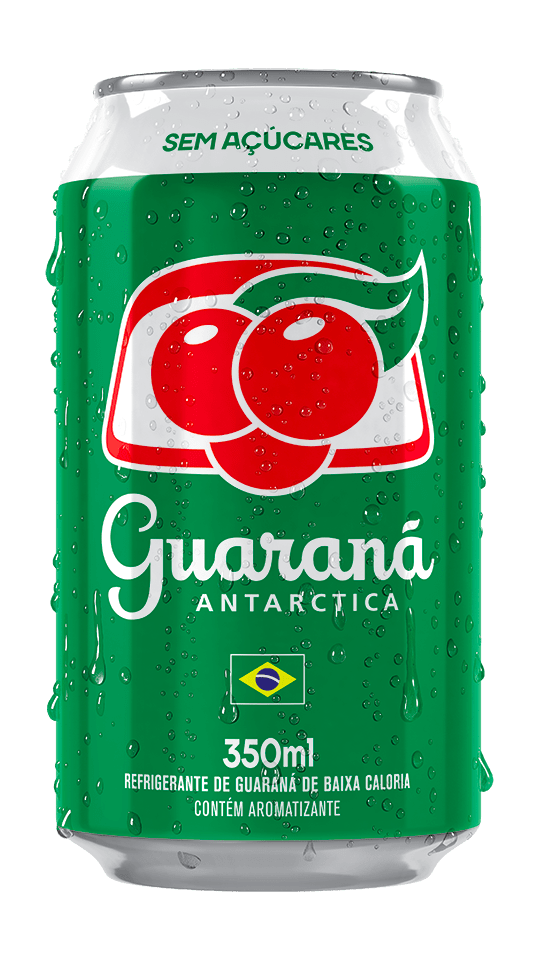 SEM AÇÚCARES
Guaraná
ANTARCTICA
350ml
REFRIGERANTE DE GUARANÁ DE BAIXA CALORIA
CONTÉM AROMATIZANTE